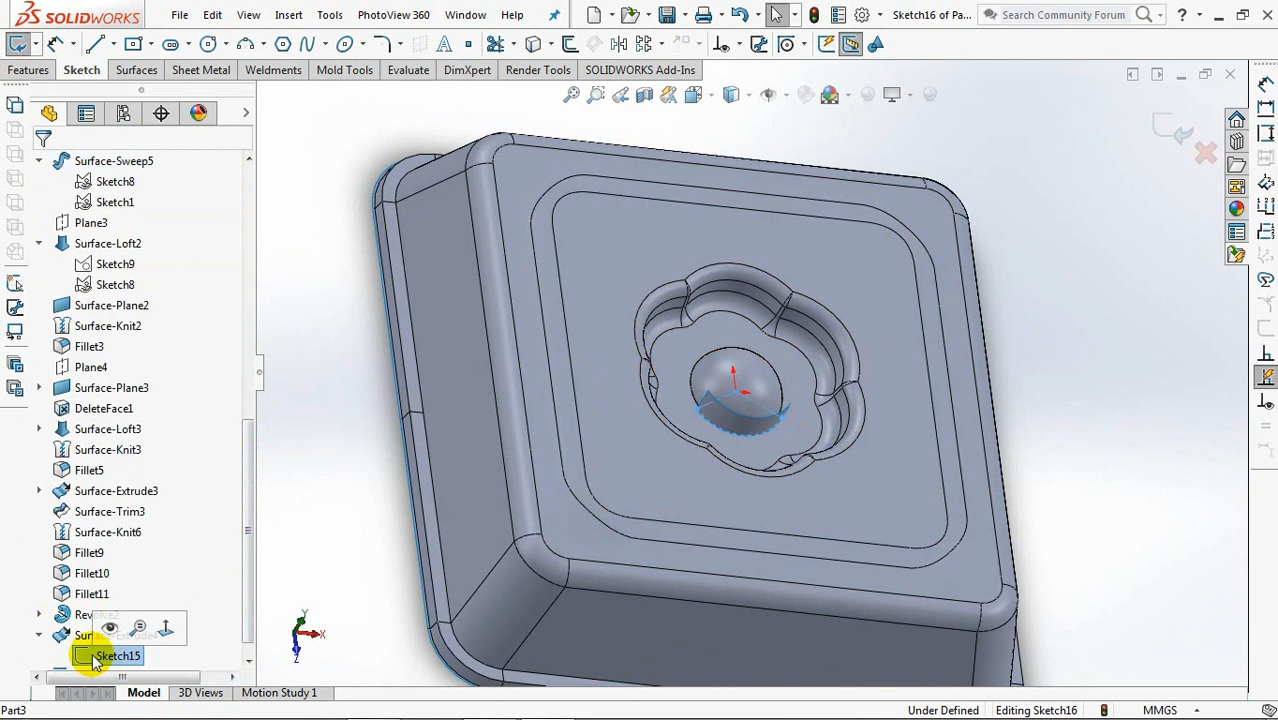 SOLIDWORKS File Edit View Insert Tools PhotoView 360 Window Help Sketch16 of Pa... Search Community Forum ?
Features Sketch Surfaces Sheet Metal Weldments Mold Tools Evaluate DimXpert Render Tools SOLIDWORKS Add-Ins
Surface-Sweep5
Sketch8
Sketch1
Plane3
Surface-Loft2
Sketch9
Sketch8
Surface-Plane2
Surface-Knit2
Fillet3
Plane4
Surface-Plane3
DeleteFace1
Surface-Loft3
Surface-Knit3
Fillet5
Surface-Extrude3
Surface-Trim3
Surface-Knit6
Fillet9
Fillet10
Fillet11
Revolve2
Surface-Extrude4
Sketch15
Y
X
Z
Model 3D Views Motion Study 1
Part3 Under Defined Editing Sketch16 MMGS